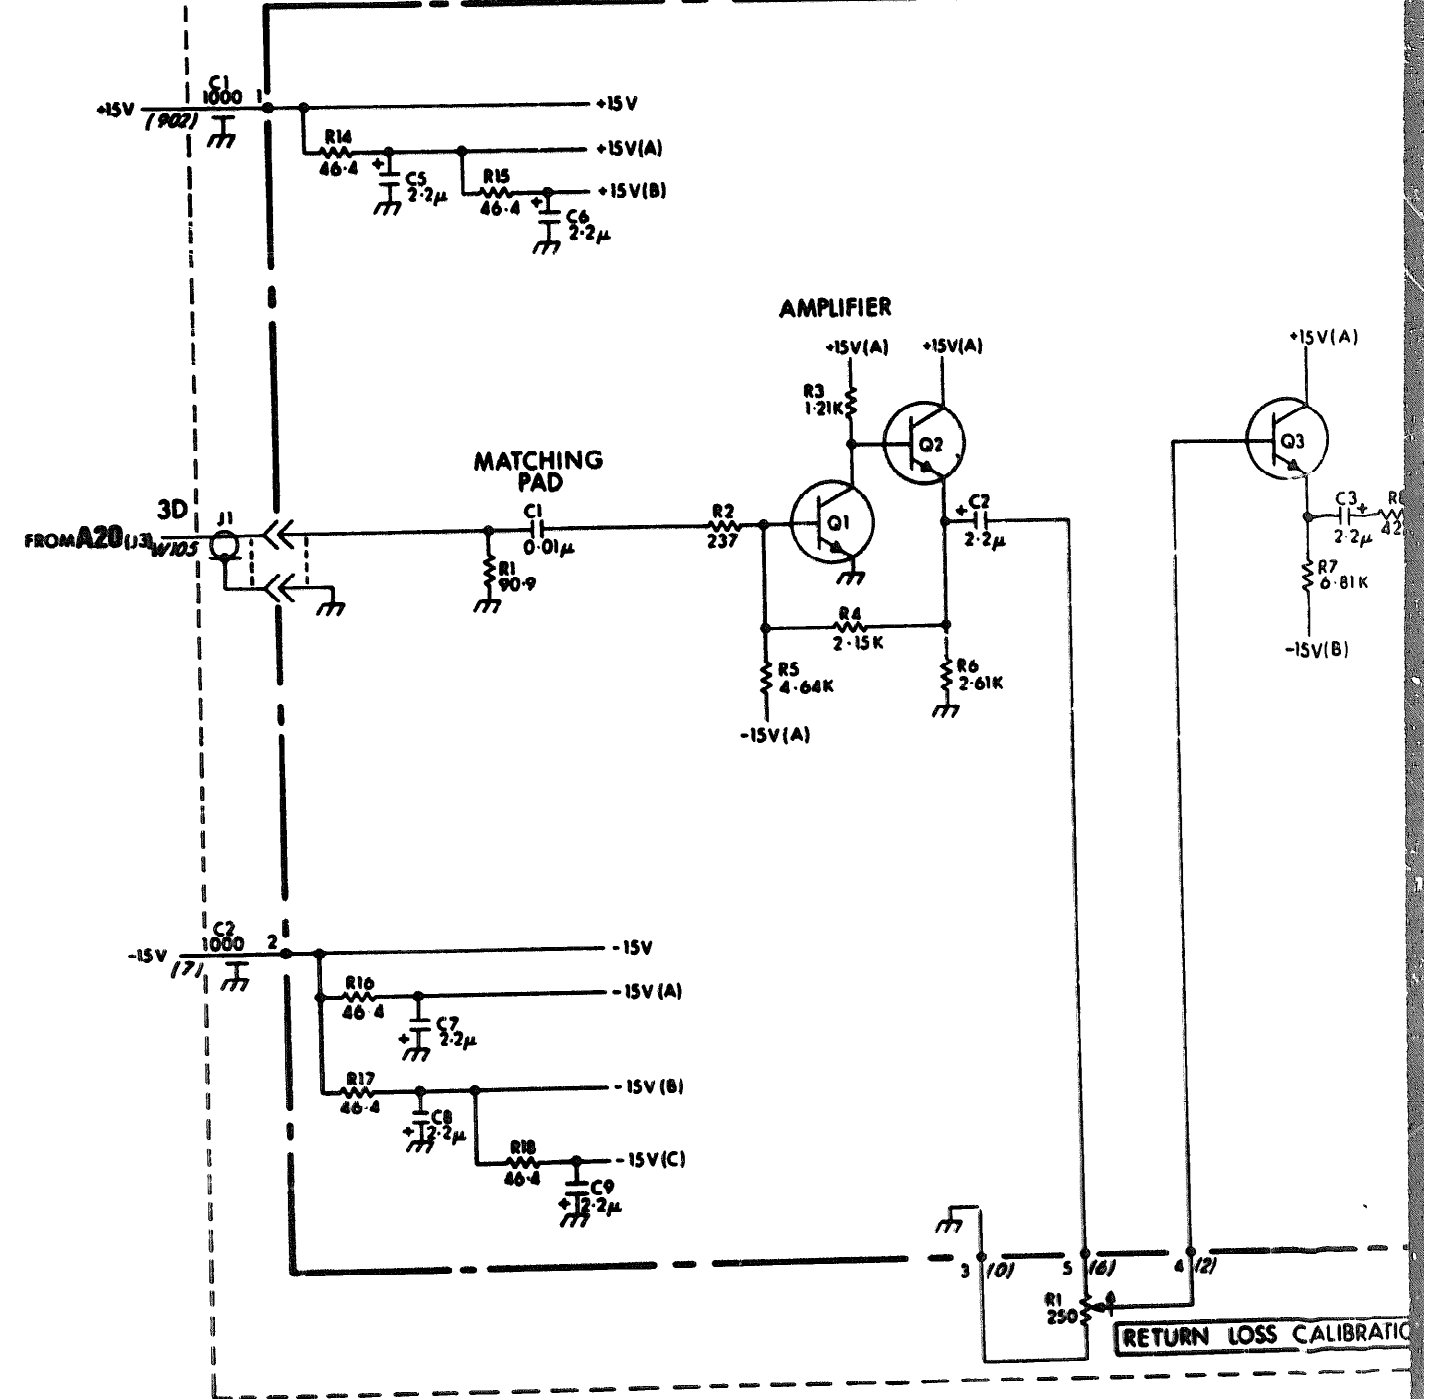 C1
1000
1
+15V
(902)
+15V
R14
46.4
+15V(A)
+
C5
2.2µ
R15
46.4
+15V(B)
+
C6
2.2µ
AMPLIFIER
+15V(A)
+15V(A)
+15V(A)
R3
1.21K
Q2
Q3
MATCHING
PAD
3D
J1
FROM A20 (J3)
W105
C1
0.01µ
R1
90.9
R2
237
Q1
+
C2
2.2µ
C3
+
2.2µ
R7
6.81K
-15V(B)
R4
2.15K
R5
4.64K
-15V(A)
R6
2.61K
C2
1000
2
-15V
(7)
-15V
R16
46.4
-15V(A)
C7
+
2.2µ
R17
46.4
-15V(B)
C8
+
2.2µ
R18
46.4
-15V(C)
C9
+
2.2µ
3
(0)
5
(6)
4
(2)
R1
250
RETURN LOSS CALIBRATIO